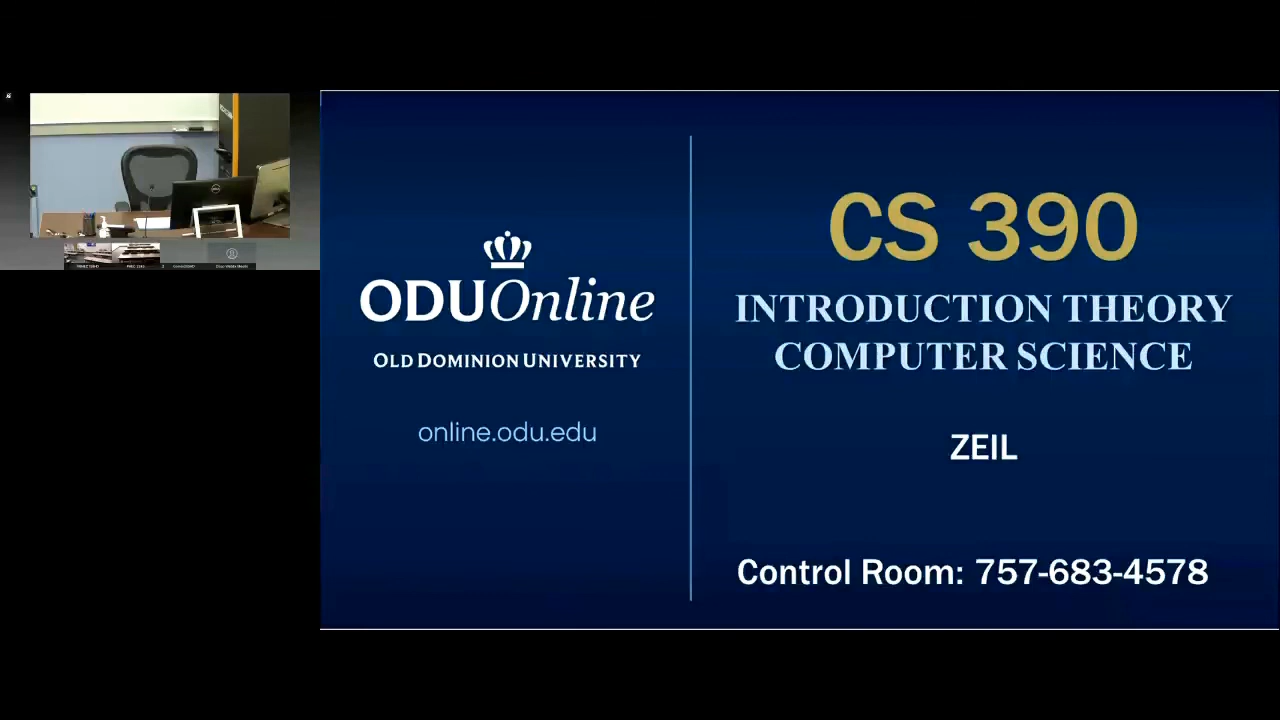 ODUOnline
OLD DOMINION UNIVERSITY
online.odu.edu
CS 390
INTRODUCTION THEORY
COMPUTER SCIENCE
ZEIL
Control Room: 757-683-4578